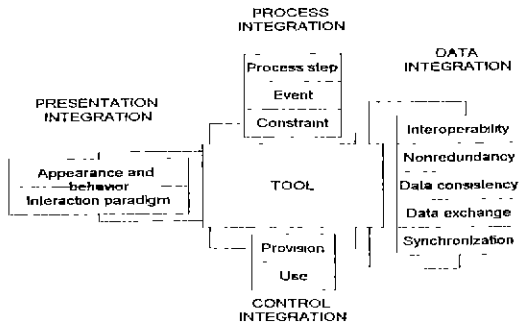 PROCESS
INTEGRATION
Process step
Event
Constraint
DATA
INTEGRATION
Interoperability
Nonredundancy
Data consistency
Data exchange
Synchronization
PRESENTATION
INTEGRATION
Appearance and
behavior
Interaction paradigm
TOOL
Provision
Use
CONTROL
INTEGRATION